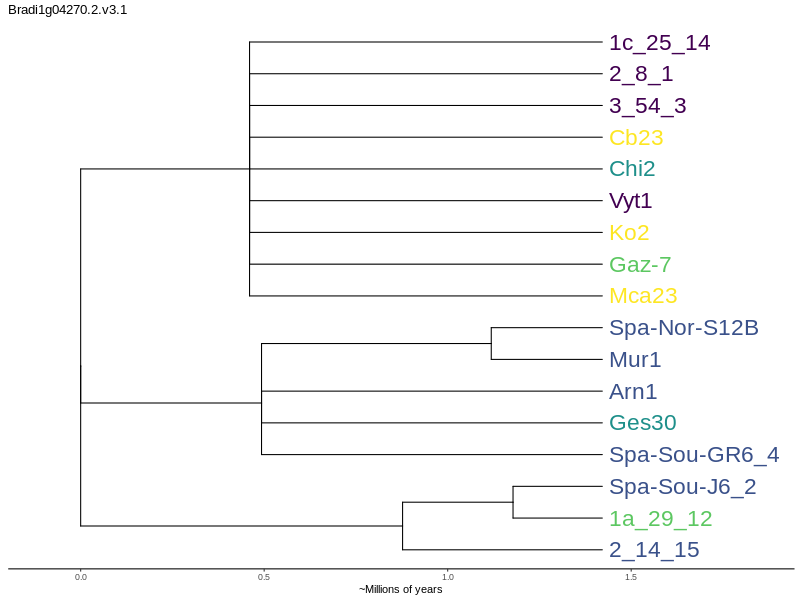 Bradi1g04270.2.v3.1
1c_25_14
2_8_1
3_54_3
Cb23
Chi2
Vyt1
Ko2
Gaz-7
Mca23
Spa-Nor-S12B
Mur1
Arn1
Ges30
Spa-Sou-GR6_4
Spa-Sou-J6_2
1a_29_12
2_14_15
0.0 0.5 1.0 1.5
~Millions of years